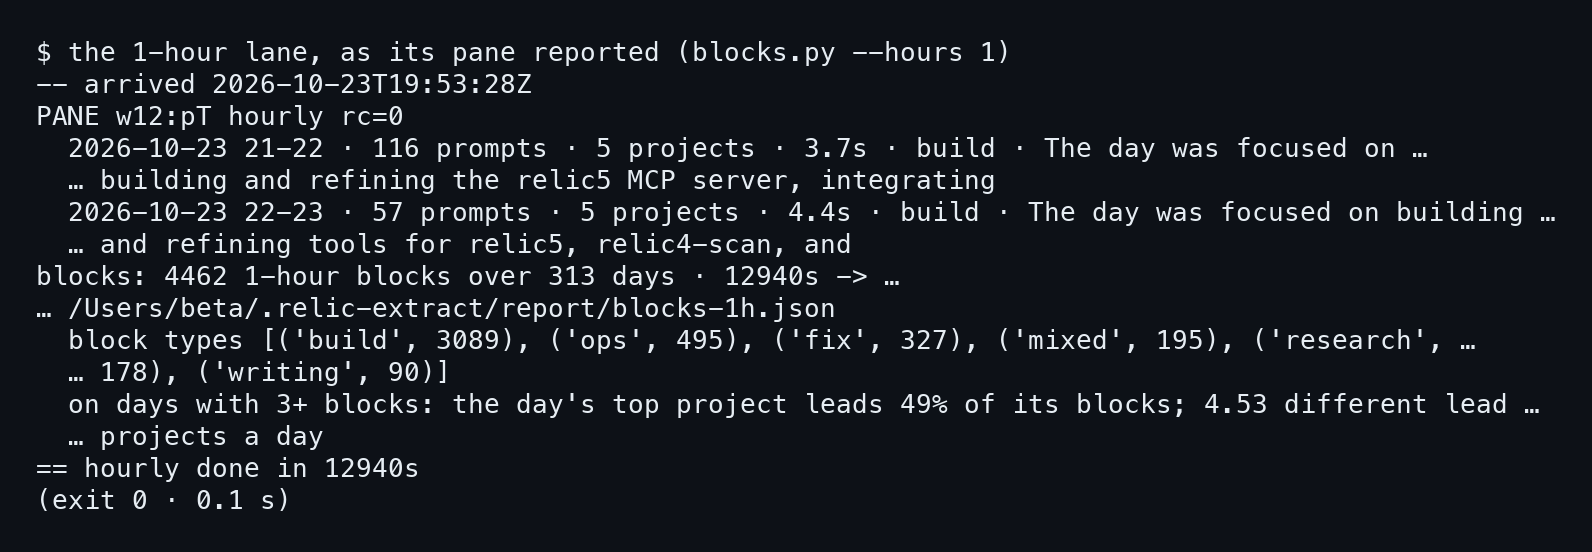 $ the 1-hour lane, as its pane reported (blocks.py --hours 1)
-- arrived 2026-10-23T19:53:28Z
PANE w12:pT hourly rc=0
  2026-10-23 21-22 · 116 prompts · 5 projects · 3.7s · build · The day was focused on …
  … building and refining the relic5 MCP server, integrating
  2026-10-23 22-23 · 57 prompts · 5 projects · 4.4s · build · The day was focused on building …
  … and refining tools for relic5, relic4-scan, and
blocks: 4462 1-hour blocks over 313 days · 12940s -> …
… /Users/beta/.relic-extract/report/blocks-1h.json
  block types [('build', 3089), ('ops', 495), ('fix', 327), ('mixed', 195), ('research', …
  … 178), ('writing', 90)]
  on days with 3+ blocks: the day's top project leads 49% of its blocks; 4.53 different lead …
  … projects a day
== hourly done in 12940s
(exit 0 · 0.1 s)